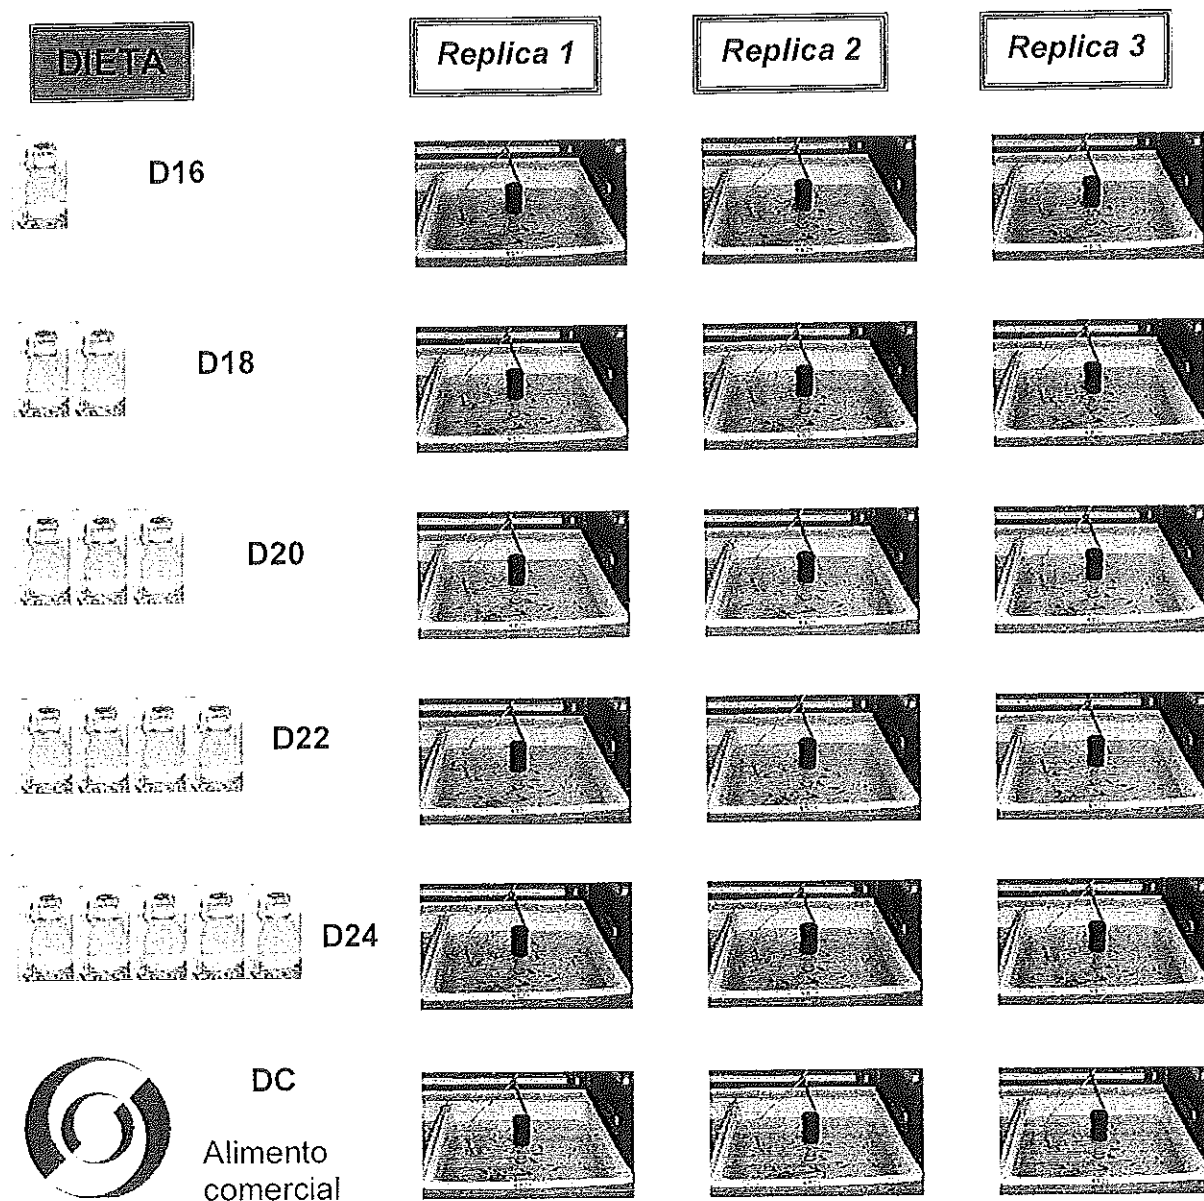 DIETA
Replica 1
Replica 2
Replica 3
D16
D18
D20
D22
D24
DC
Alimento
comercial